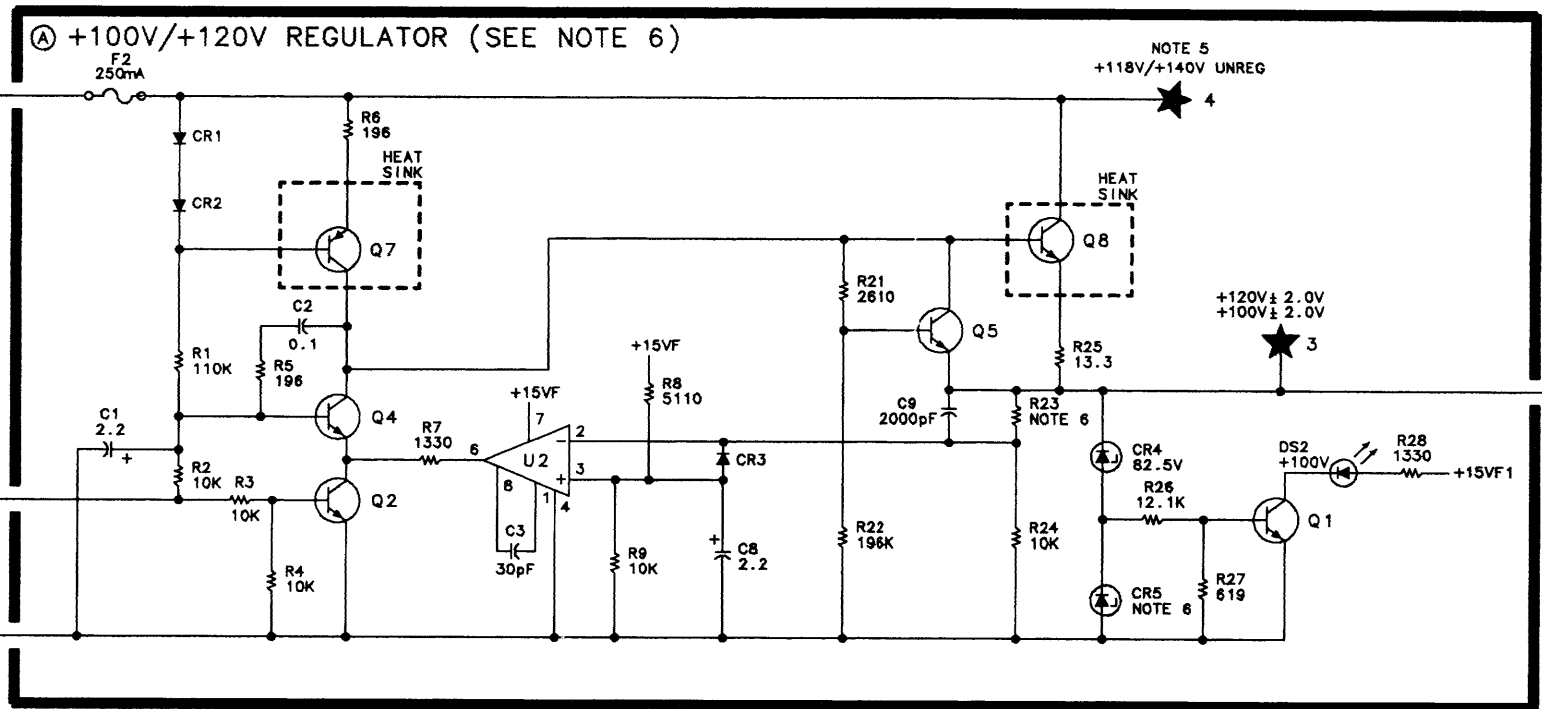 Ⓐ +100V/+120V REGULATOR (SEE NOTE 6)
F2
250mA
NOTE 5
+118V/+140V UNREG
4
CR1
R6
196
HEAT
SINK
CR2
Q7
HEAT
SINK
Q8
C2
0.1
R21
2610
Q5
+120V± 2.0V
+100V± 2.0V
3
R1
110K
R5
196
+15VF
R25
13.3
+15VF
R8
5110
C1
2.2
+
Q4
R7
1330
7
6
2
−
U2
3
+
8
1
4
CR3
C9
2000pF
R23
NOTE 6
CR4
82.5V
DS2
+100V
R28
1330
+15VF1
R2
10K
R3
10K
Q2
R26
12.1K
Q1
C3
30pF
R9
10K
+
C8
2.2
R22
196K
R24
10K
R4
10K
CR5
NOTE 6
R27
619